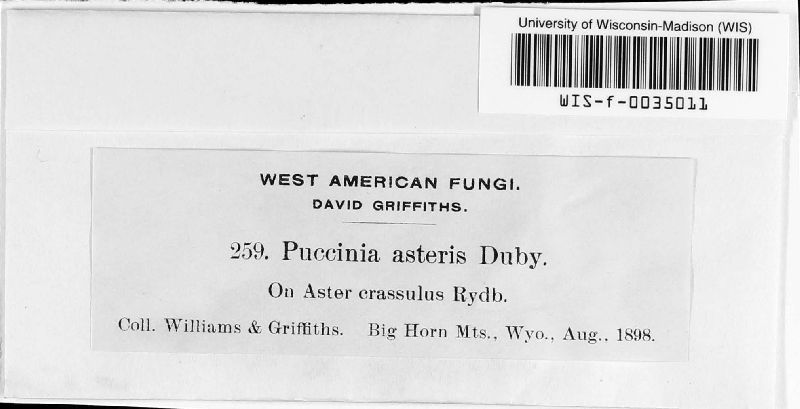 University of Wisconsin-Madison (WIS)
WIS-f-0035011
WEST AMERICAN FUNGI.
DAVID GRIFFITHS.
259. Puccinia asteris Duby.
On Aster crassulus Rydb.
Coll. Williams & Griffiths. Big Horn Mts., Wyo., Aug., 1898.